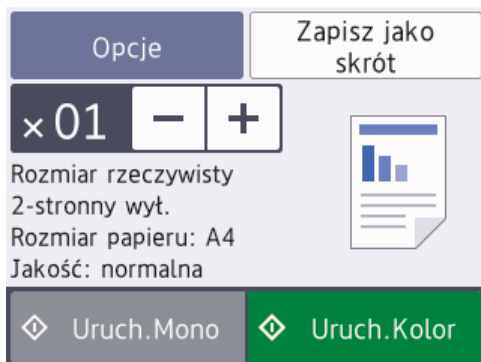 Opcje
Zapisz jako
skrót
×01 − +
Rozmiar rzeczywisty
2-stronny wył.
Rozmiar papieru: A4
Jakość: normalna
Uruch.Mono
Uruch.Kolor